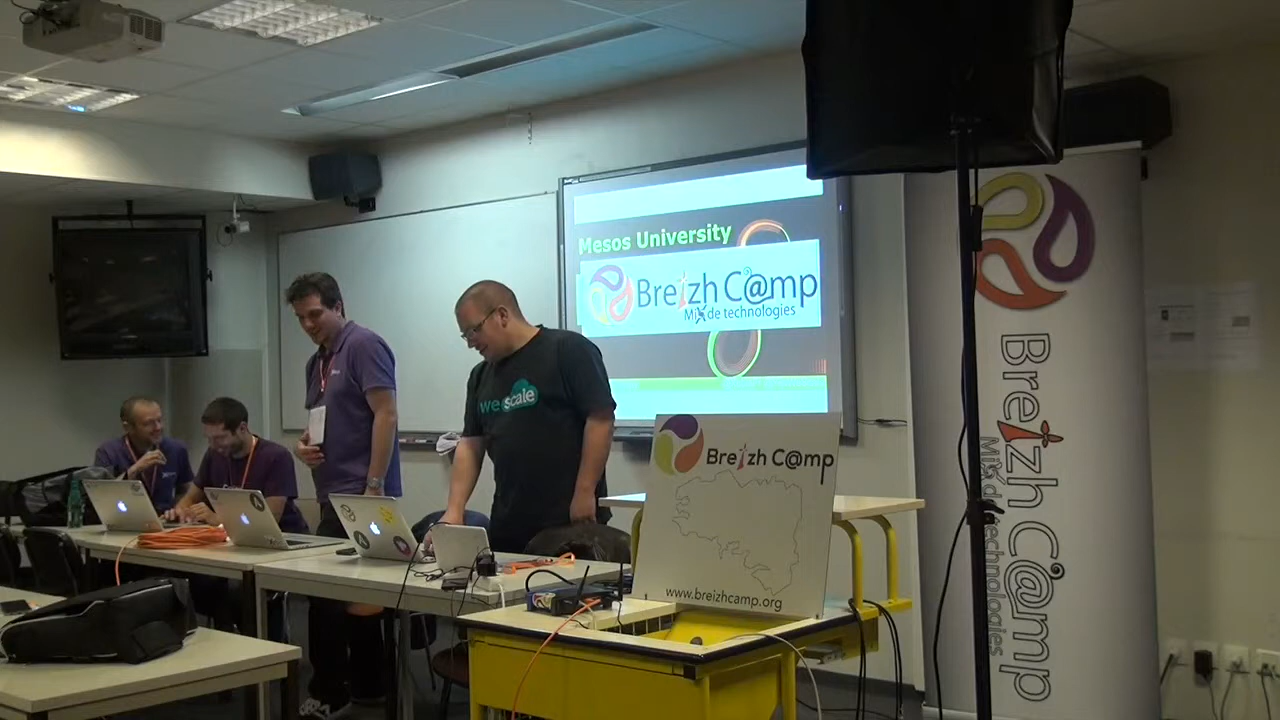 Mesos University
Breizh C@mp
Mix de technologies
we scale
Breizh C@mp
www.breizhcamp.org
Breizh C@mp
Mix de technologies